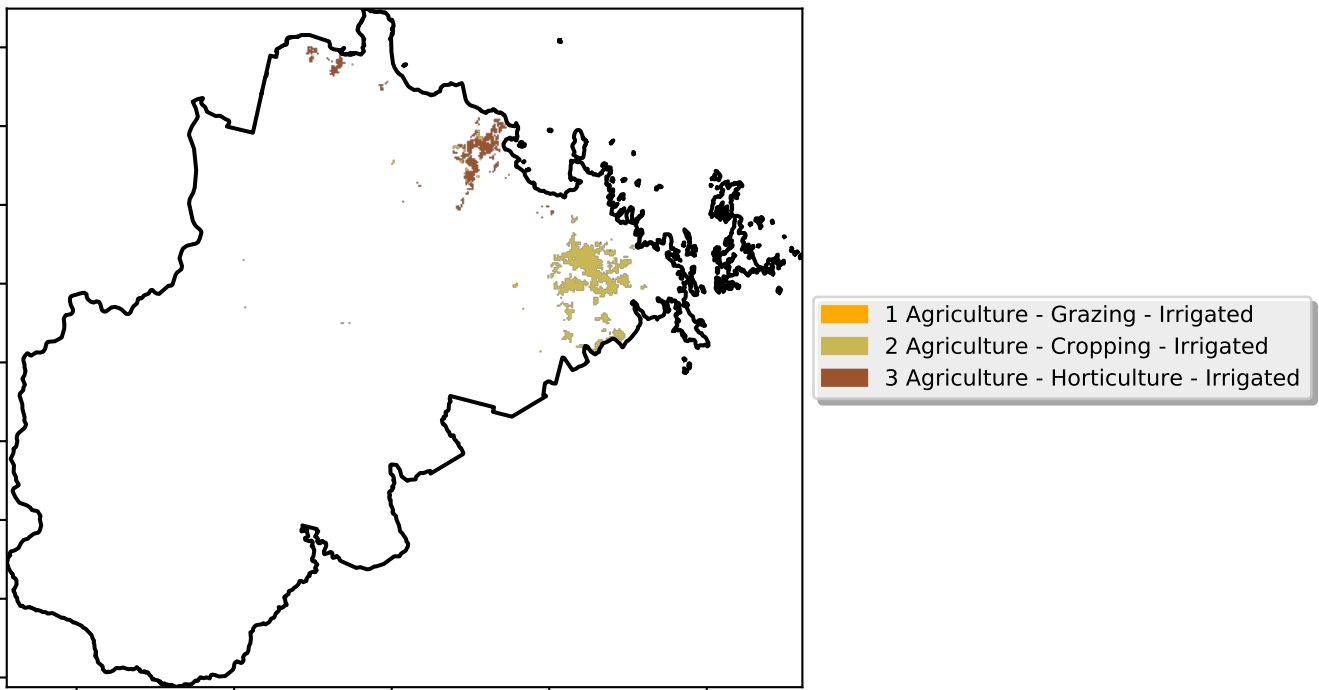 1 Agriculture - Grazing - Irrigated
2 Agriculture - Cropping - Irrigated
3 Agriculture - Horticulture - Irrigated